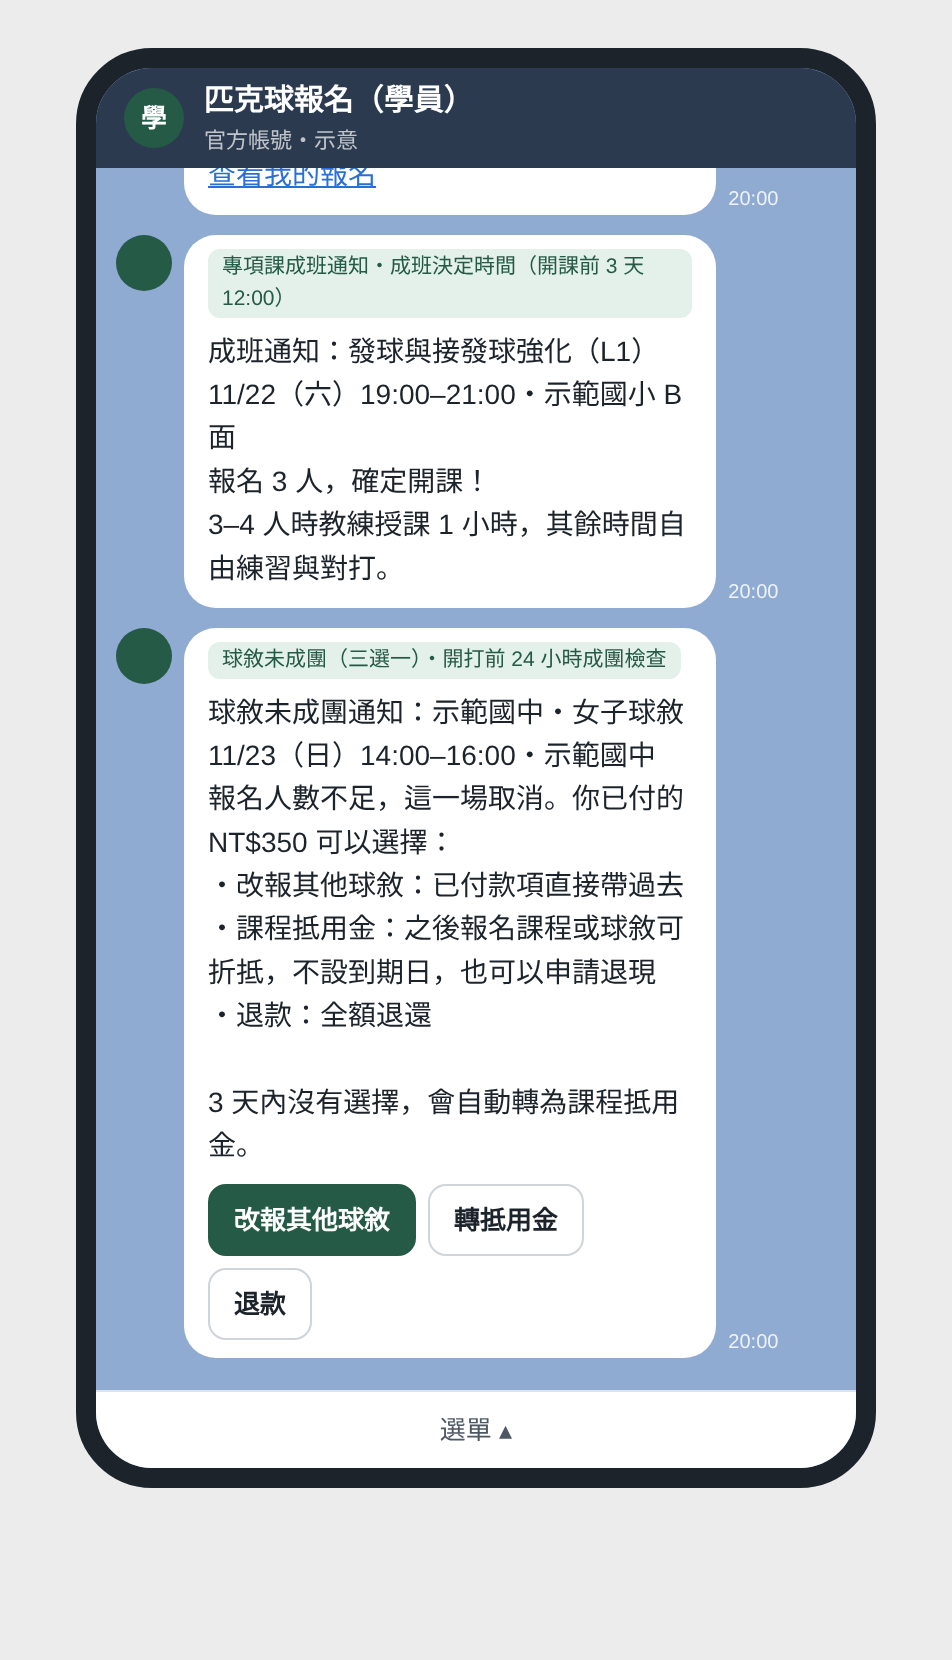 學
匹克球報名（學員）
官方帳號・示意
查看我的報名
20:00
專項課成班通知・成班決定時間（開課前 3 天
12:00）
成班通知：發球與接發球強化（L1）
11/22（六）19:00–21:00・示範國小 B
面
報名 3 人，確定開課！
3–4 人時教練授課 1 小時，其餘時間自
由練習與對打。
20:00
球敘未成團（三選一）・開打前 24 小時成團檢查
球敘未成團通知：示範國中・女子球敘
11/23（日）14:00–16:00・示範國中
報名人數不足，這一場取消。你已付的
NT$350 可以選擇：
・改報其他球敘：已付款項直接帶過去
・課程抵用金：之後報名課程或球敘可
折抵，不設到期日，也可以申請退現
・退款：全額退還
3 天內沒有選擇，會自動轉為課程抵用
金。
改報其他球敘
轉抵用金
退款
20:00
選單 ▴